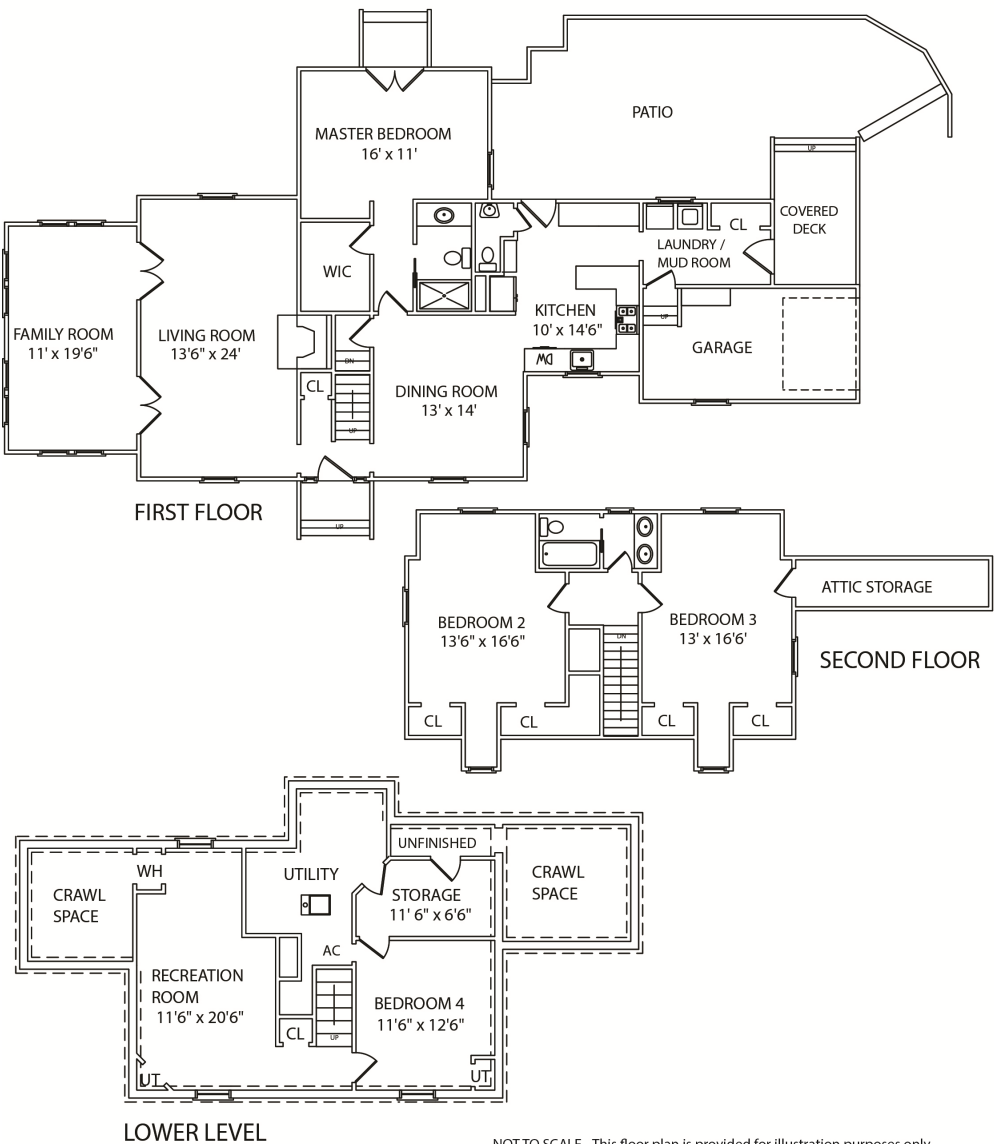 MASTER BEDROOM
16' x 11'
PATIO
UP
COVERED
DECK
CL
LAUNDRY /
MUD ROOM
WIC
FAMILY ROOM
11' x 19'6"
LIVING ROOM
13'6" x 24'
KITCHEN
10' x 14'6"
UP
GARAGE
DN
DW
CL
DINING ROOM
13' x 14'
UP
UP
FIRST FLOOR
BEDROOM 2
13'6" x 16'6"
DN
BEDROOM 3
13' x 16'6'
ATTIC STORAGE
CL
CL
CL
CL
SECOND FLOOR
UNFINISHED
WH
UTILITY
CRAWL
SPACE
STORAGE
11' 6" x 6'6"
CRAWL
SPACE
AC
RECREATION
ROOM
11'6" x 20'6"
BEDROOM 4
11'6" x 12'6"
CL
UP
UT
UT
LOWER LEVEL
NOT TO SCALE - This floor plan is provided for illustration purposes only